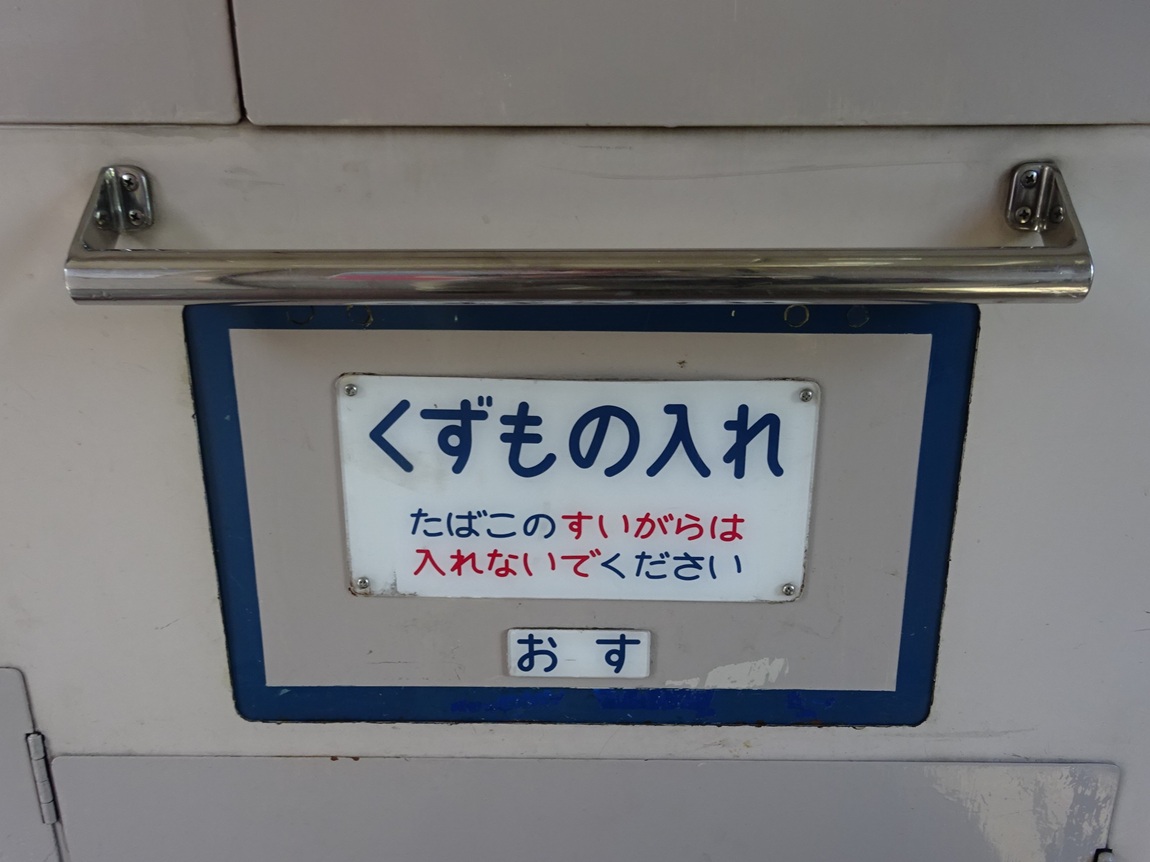 くずもの入れ
たばこのすいがらは
入れないでください
おす